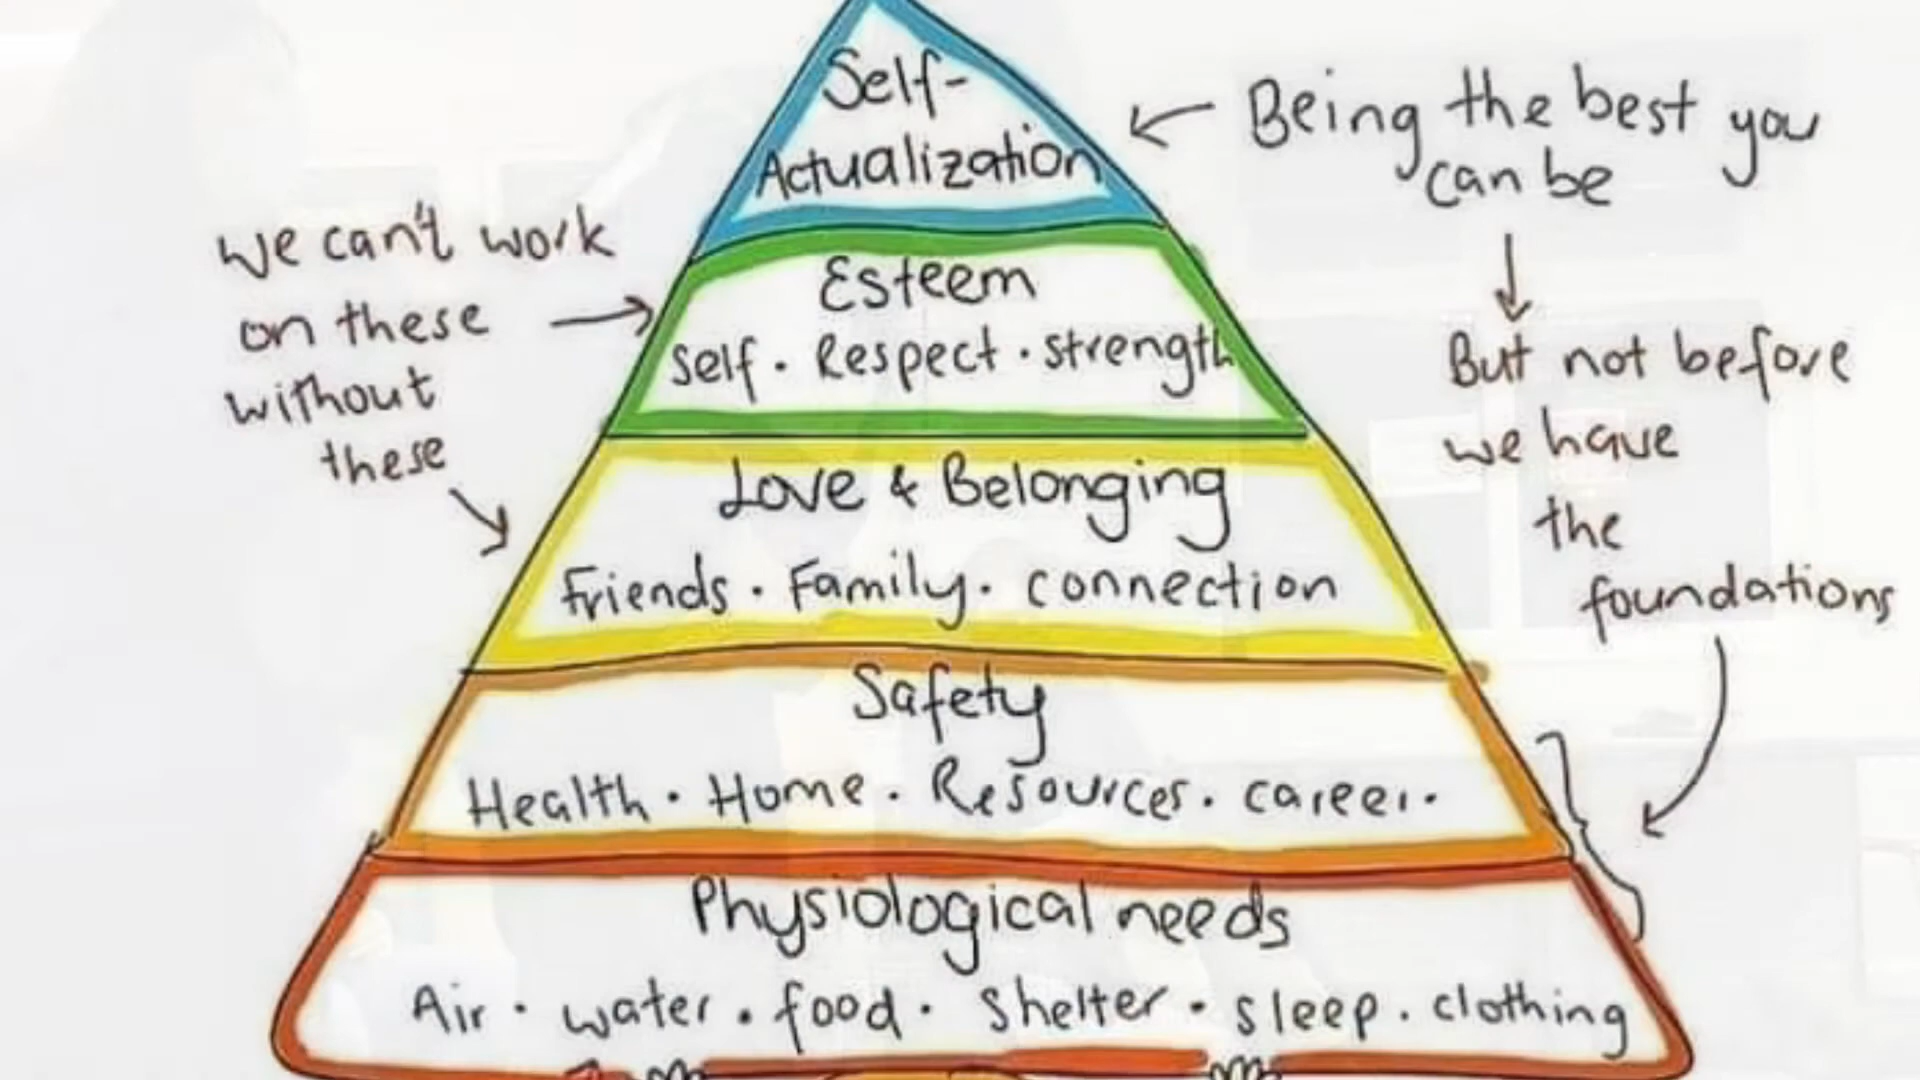 Self-
Actualization
← Being the best you
can be
↓
But not before
we have
the
foundations
we can't work
on these →
without
these
Esteem
Self · Respect · strength
Love & Belonging
Friends · Family · connection
Safety
Health · Home · Resources · career ·
Physiological needs
Air · water · food · shelter · sleep · clothing